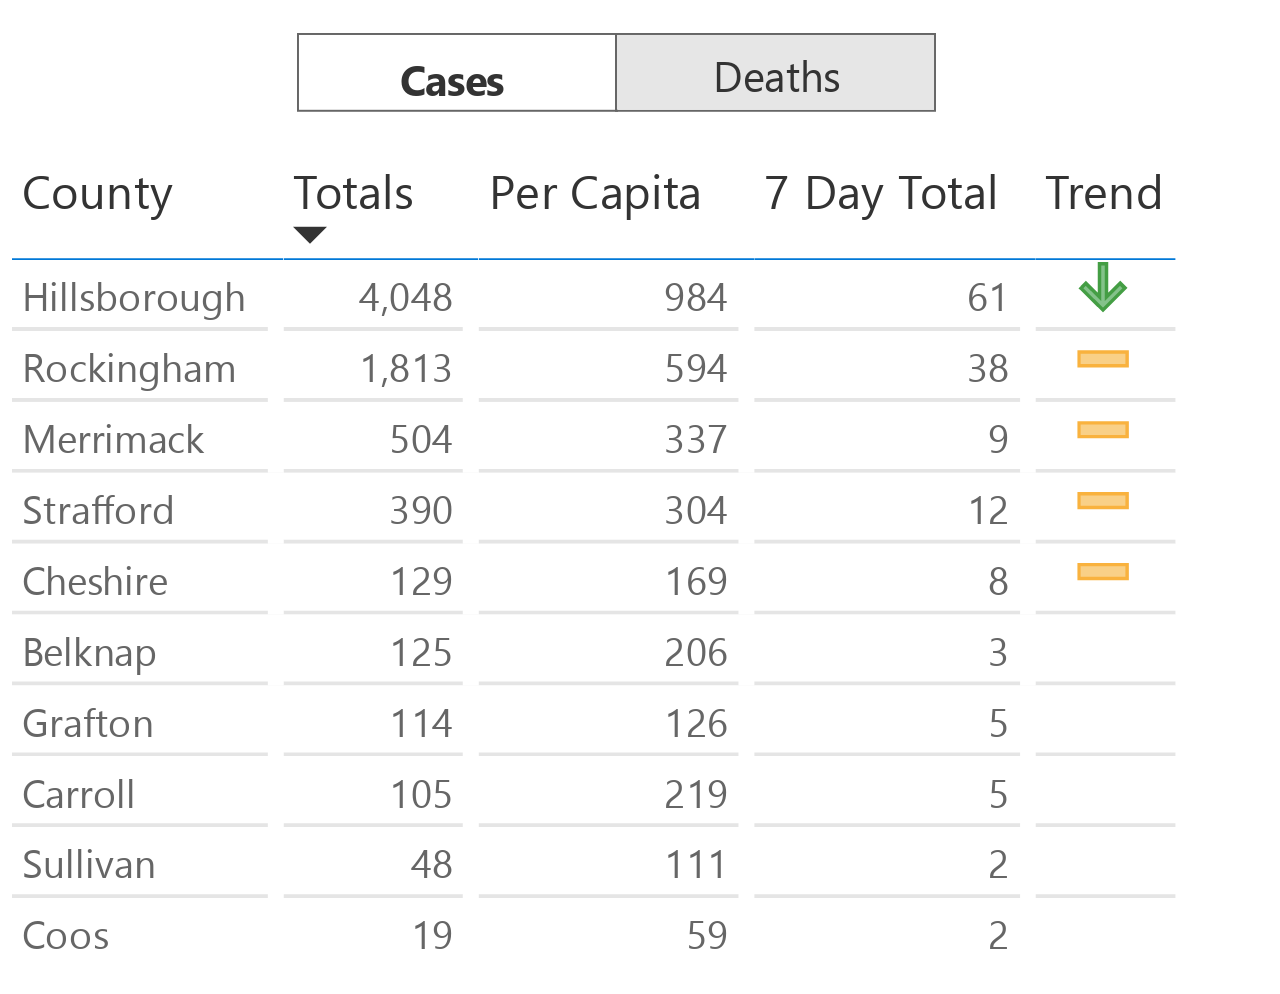 Cases Deaths
County Totals Per Capita 7 Day Total Trend
Hillsborough 4,048 984 61
Rockingham 1,813 594 38
Merrimack 504 337 9
Strafford 390 304 12
Cheshire 129 169 8
Belknap 125 206 3
Grafton 114 126 5
Carroll 105 219 5
Sullivan 48 111 2
Coos 19 59 2